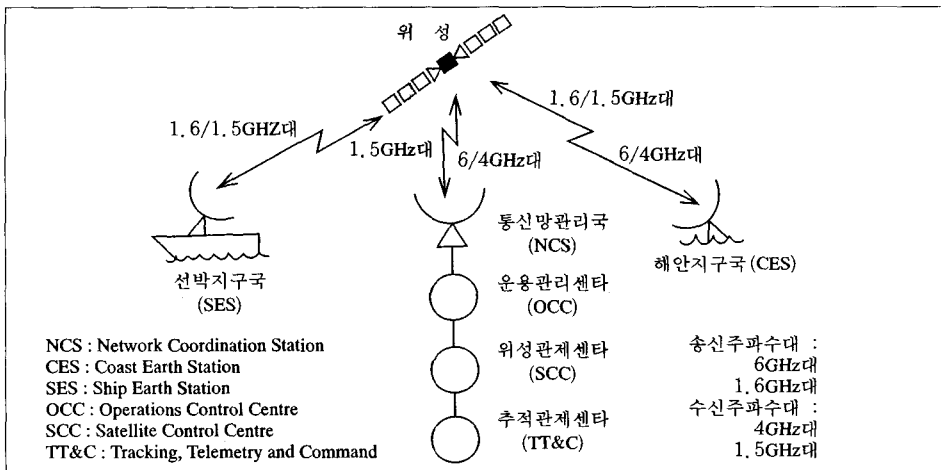 위 성
1.6/1.5GHZ대
1.5GHz대
6/4GHz대
1.6/1.5GHz대
6/4GHz대
선박지구국
(SES)
통신망관리국
(NCS)
해안지구국(CES)
운용관리센타
(OCC)
위성관제센타
(SCC)
추적관제센타
(TT&C)
NCS : Network Coordination Station
CES : Coast Earth Station
SES : Ship Earth Station
OCC : Operations Control Centre
SCC : Satellite Control Centre
TT&C : Tracking, Telemetry and Command
송신주파수대 :
6GHz대
1.6GHz대
수신주파수대 :
4GHz대
1.5GHz대